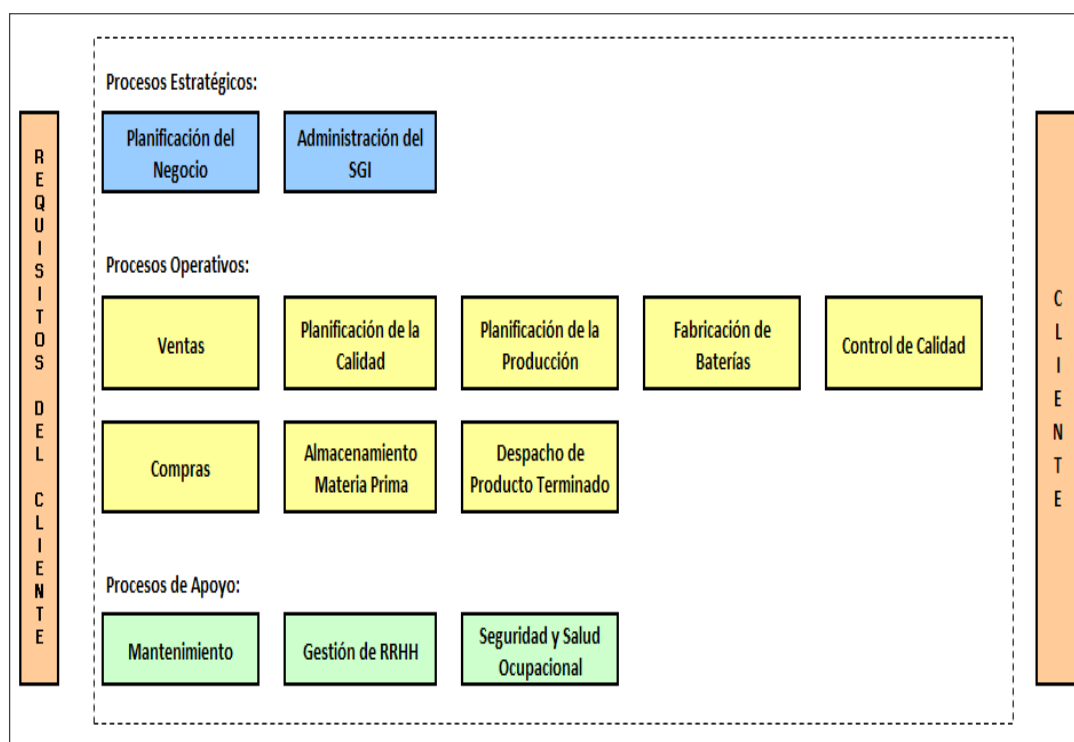 Procesos Estratégicos:
Planificación del
Negocio
Administración del
SGI
REQUISITOS DEL CLIENTE
Procesos Operativos:
Ventas
Planificación de la
Calidad
Planificación de la
Producción
Fabricación de
Baterías
Control de Calidad
Compras
Almacenamiento
Materia Prima
Despacho de
Producto Terminado
Procesos de Apoyo:
Mantenimiento
Gestión de RRHH
Seguridad y Salud
Ocupacional
CLIENTE